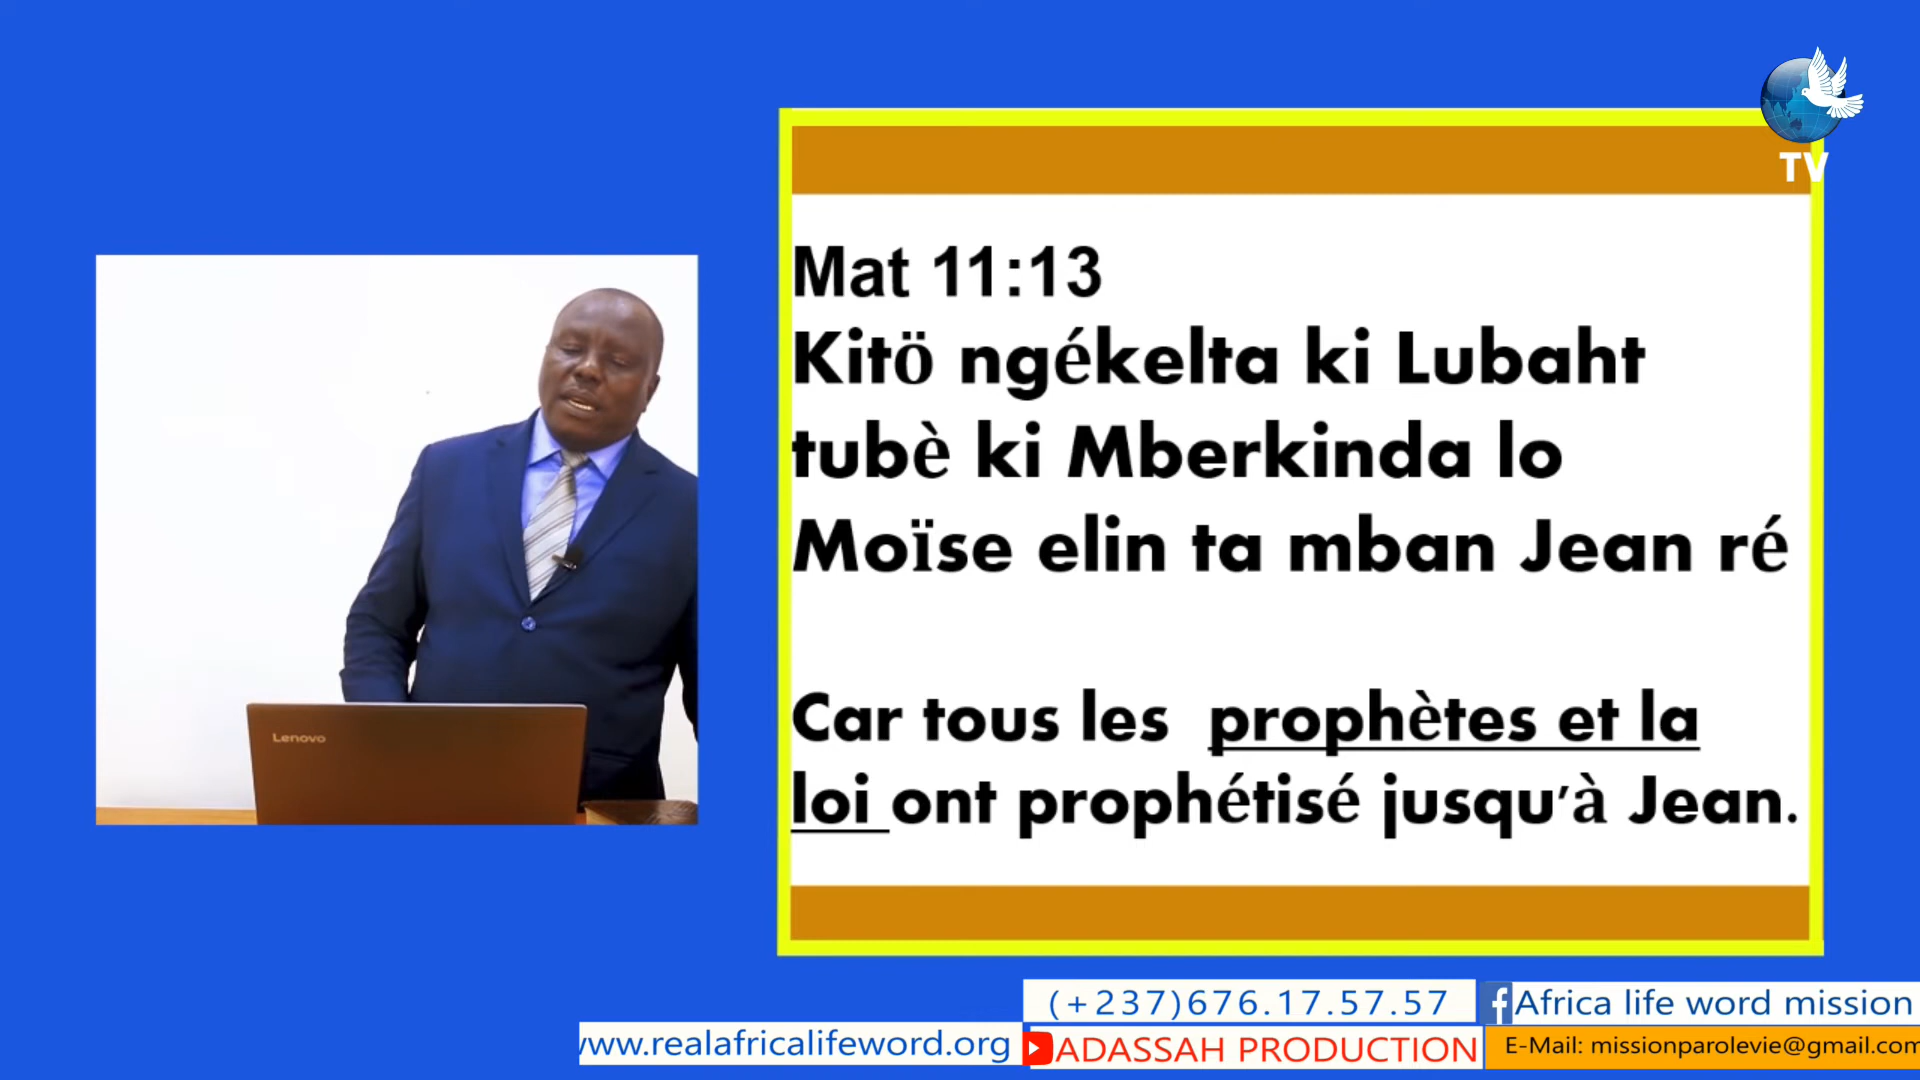 TV
Mat 11:13
Kitö ngékelta ki Lubaht
tubè ki Mberkinda lo
Moïse elin ta mban Jean ré
Car tous les prophètes et la
loi ont prophétisé jusqu'à Jean.
Lenovo
(+237)676.17.57.57
Africa life word mission
www.realafricalifeword.org
ADASSAH PRODUCTION
E-Mail: missionparolevie@gmail.com